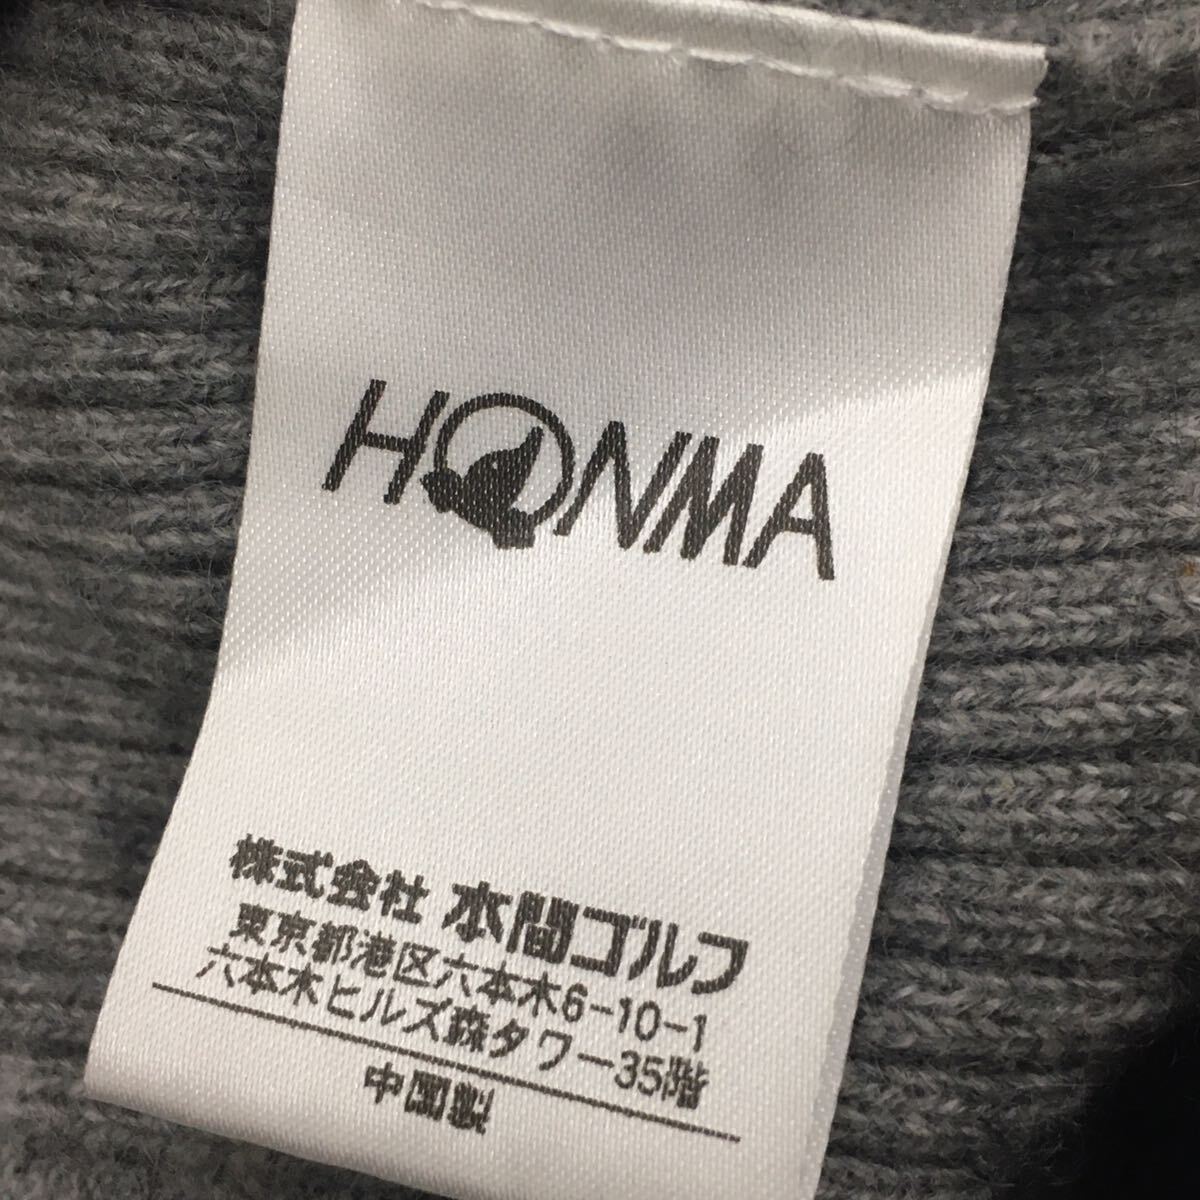 HONMA
株式会社 本間ゴルフ
東京都港区六本木6-10-1
六本木ヒルズ森タワー35階
中国製